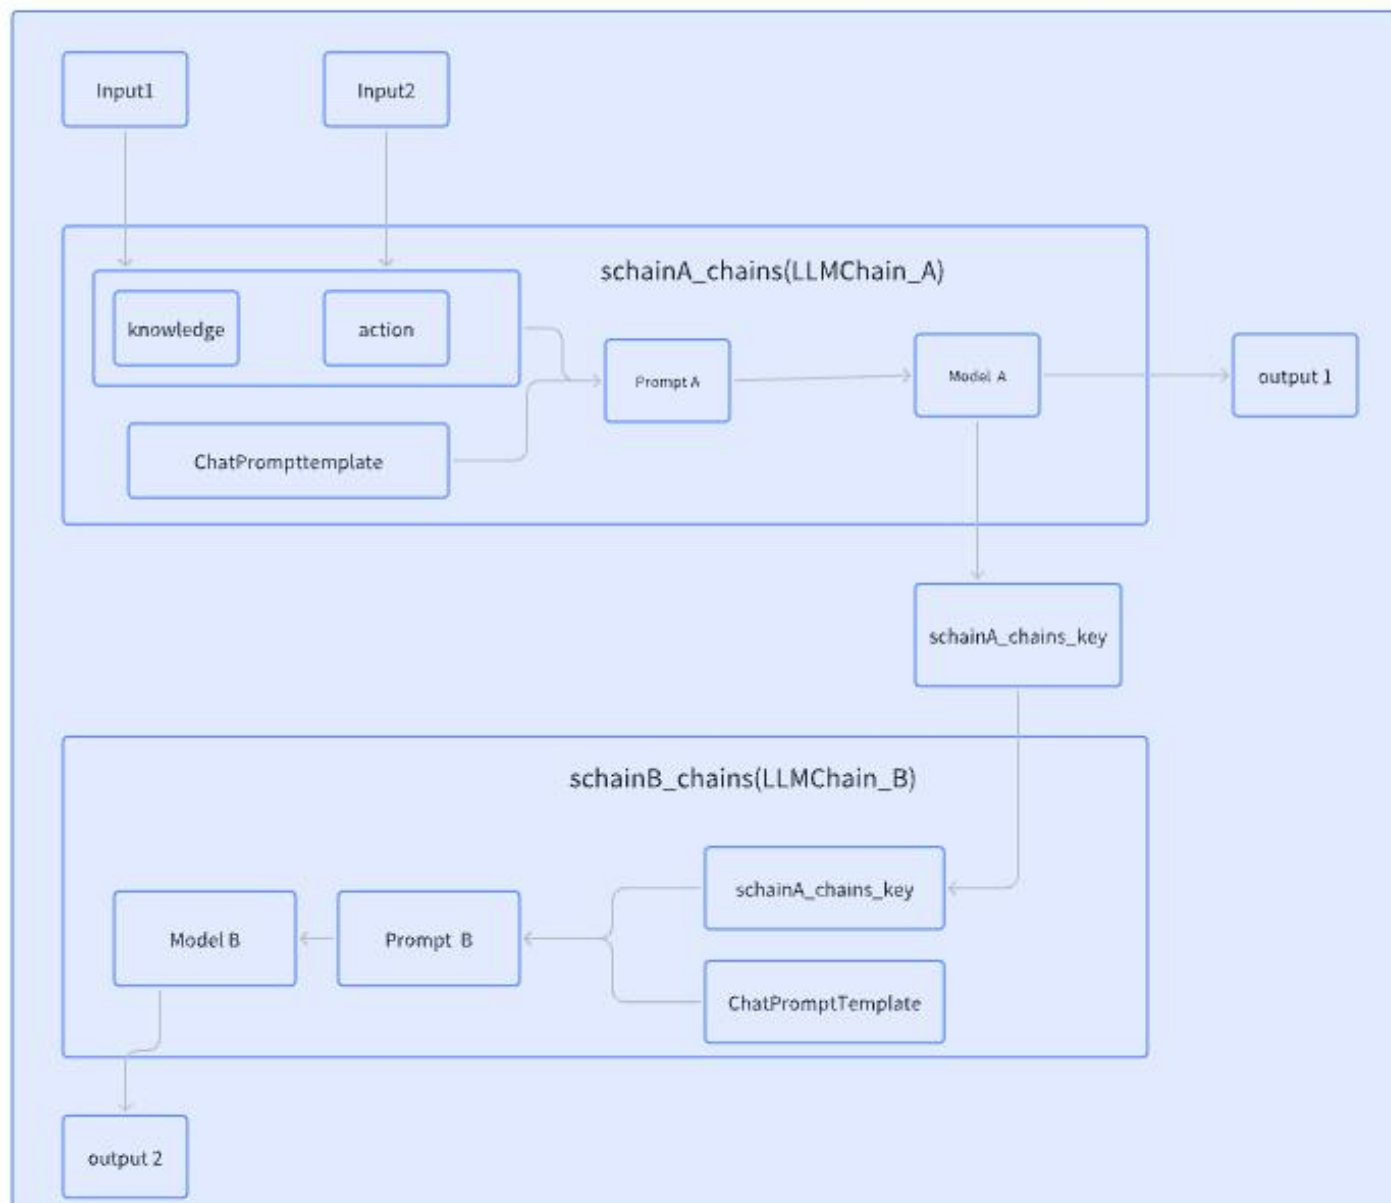 Input1
Input2
schainA_chains(LLMChain_A)
knowledge
action
Prompt A
Model A
output 1
ChatPrompttemplate
schainA_chains_key
schainB_chains(LLMChain_B)
schainA_chains_key
Model B
Prompt B
ChatPromptTemplate
output 2